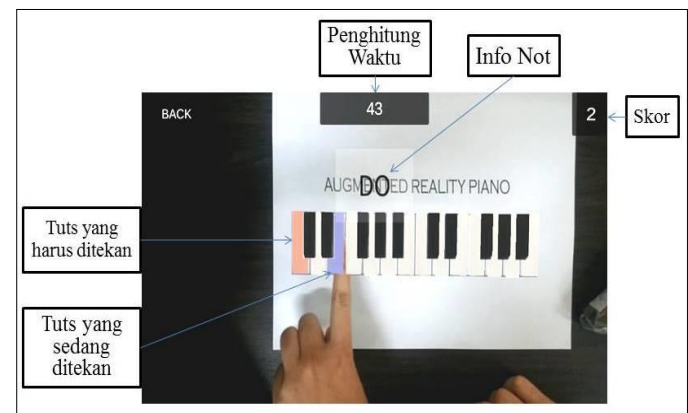 Penghitung
Waktu
Info Not
BACK
43
2
Skor
DO
AUGMENTED REALITY PIANO
Tuts yang
harus ditekan
Tuts yang
sedang
ditekan